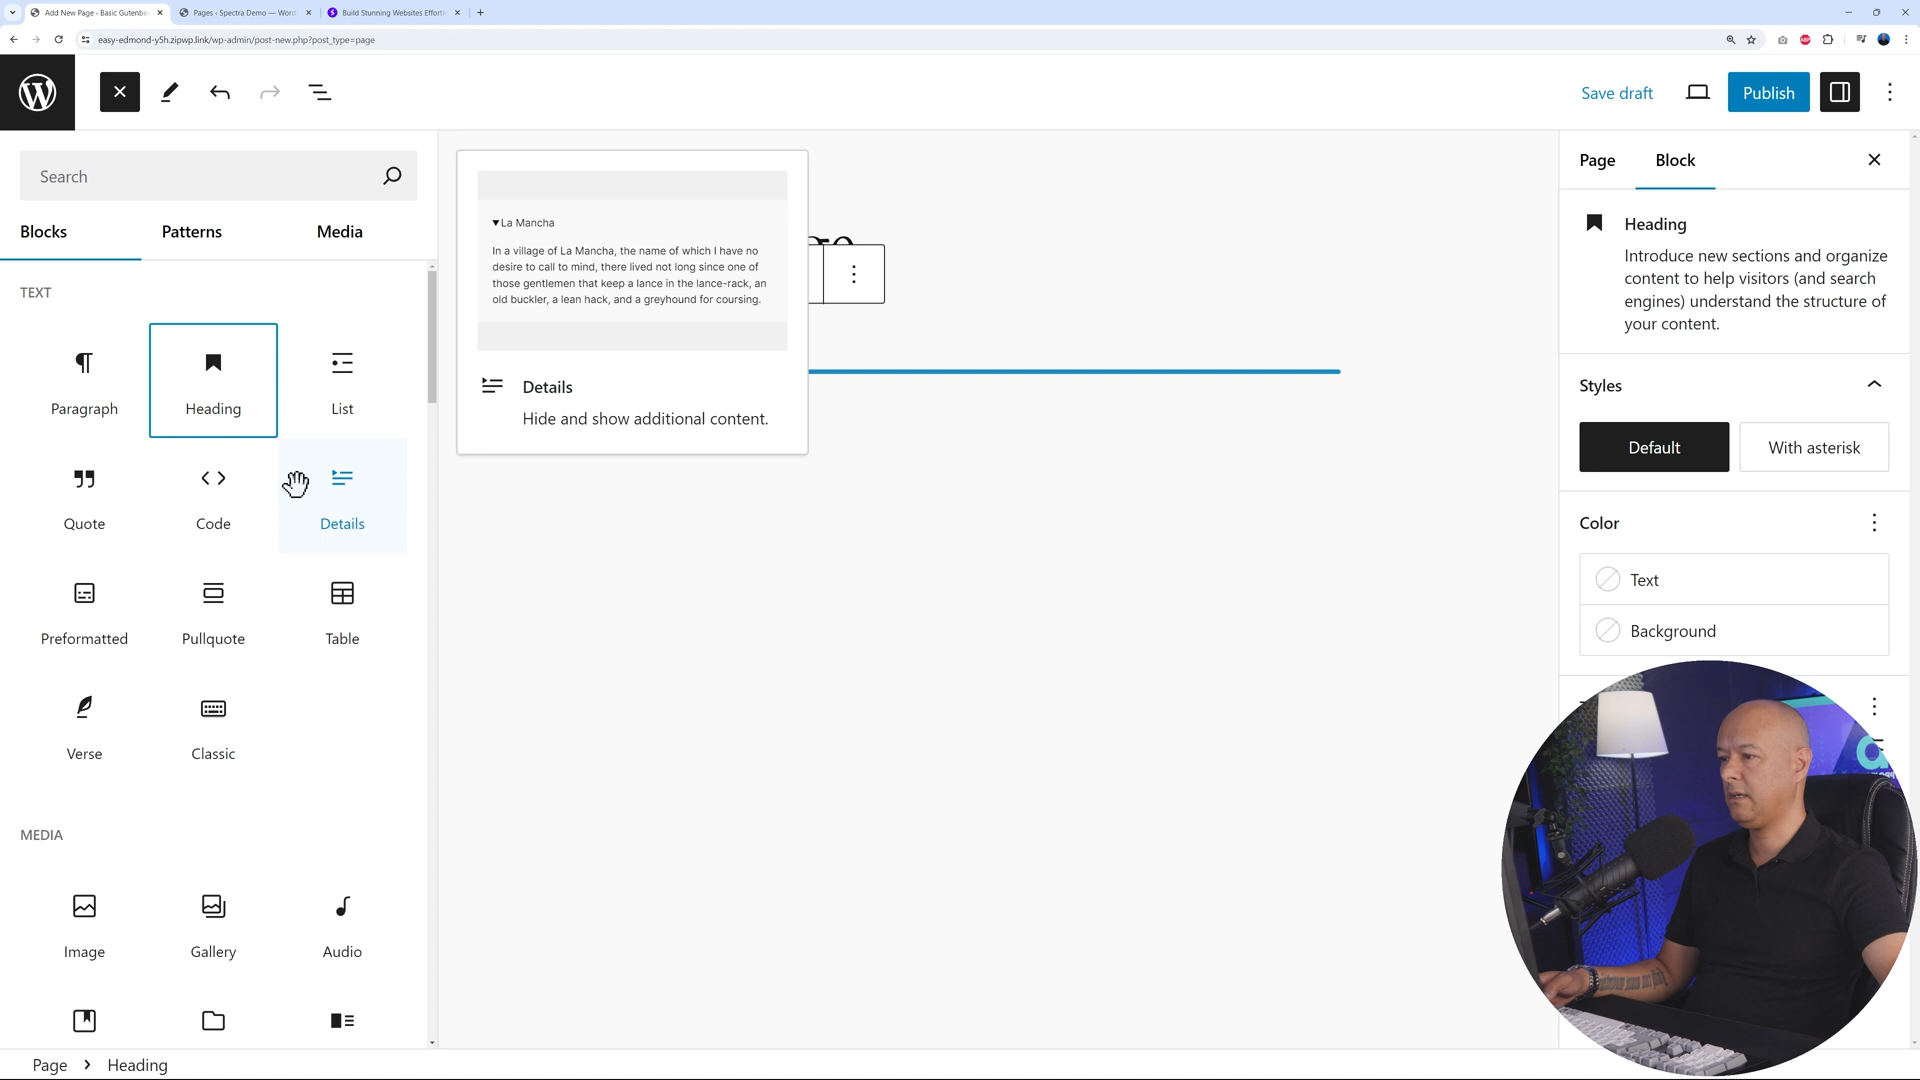 Add New Page ‹ Basic Gutenbe
Pages ‹ Spectra Demo — Word
Build Stunning Websites Effortl
easy-edmond-y5h.zipwp.link/wp-admin/post-new.php?post_type=page
ABP
Save draft
Publish
Search
Blocks
Patterns
Media
TEXT
Paragraph
Heading
List
Quote
Code
Details
Preformatted
Pullquote
Table
Verse
Classic
MEDIA
Image
Gallery
Audio
La Mancha
In a village of La Mancha, the name of which I have no
desire to call to mind, there lived not long since one of
those gentlemen that keep a lance in the lance-rack, an
old buckler, a lean hack, and a greyhound for coursing.
Details
Hide and show additional content.
Page
Block
Heading
Introduce new sections and organize
content to help visitors (and search
engines) understand the structure of
your content.
Styles
Default
With asterisk
Color
Text
Background
Page
Heading